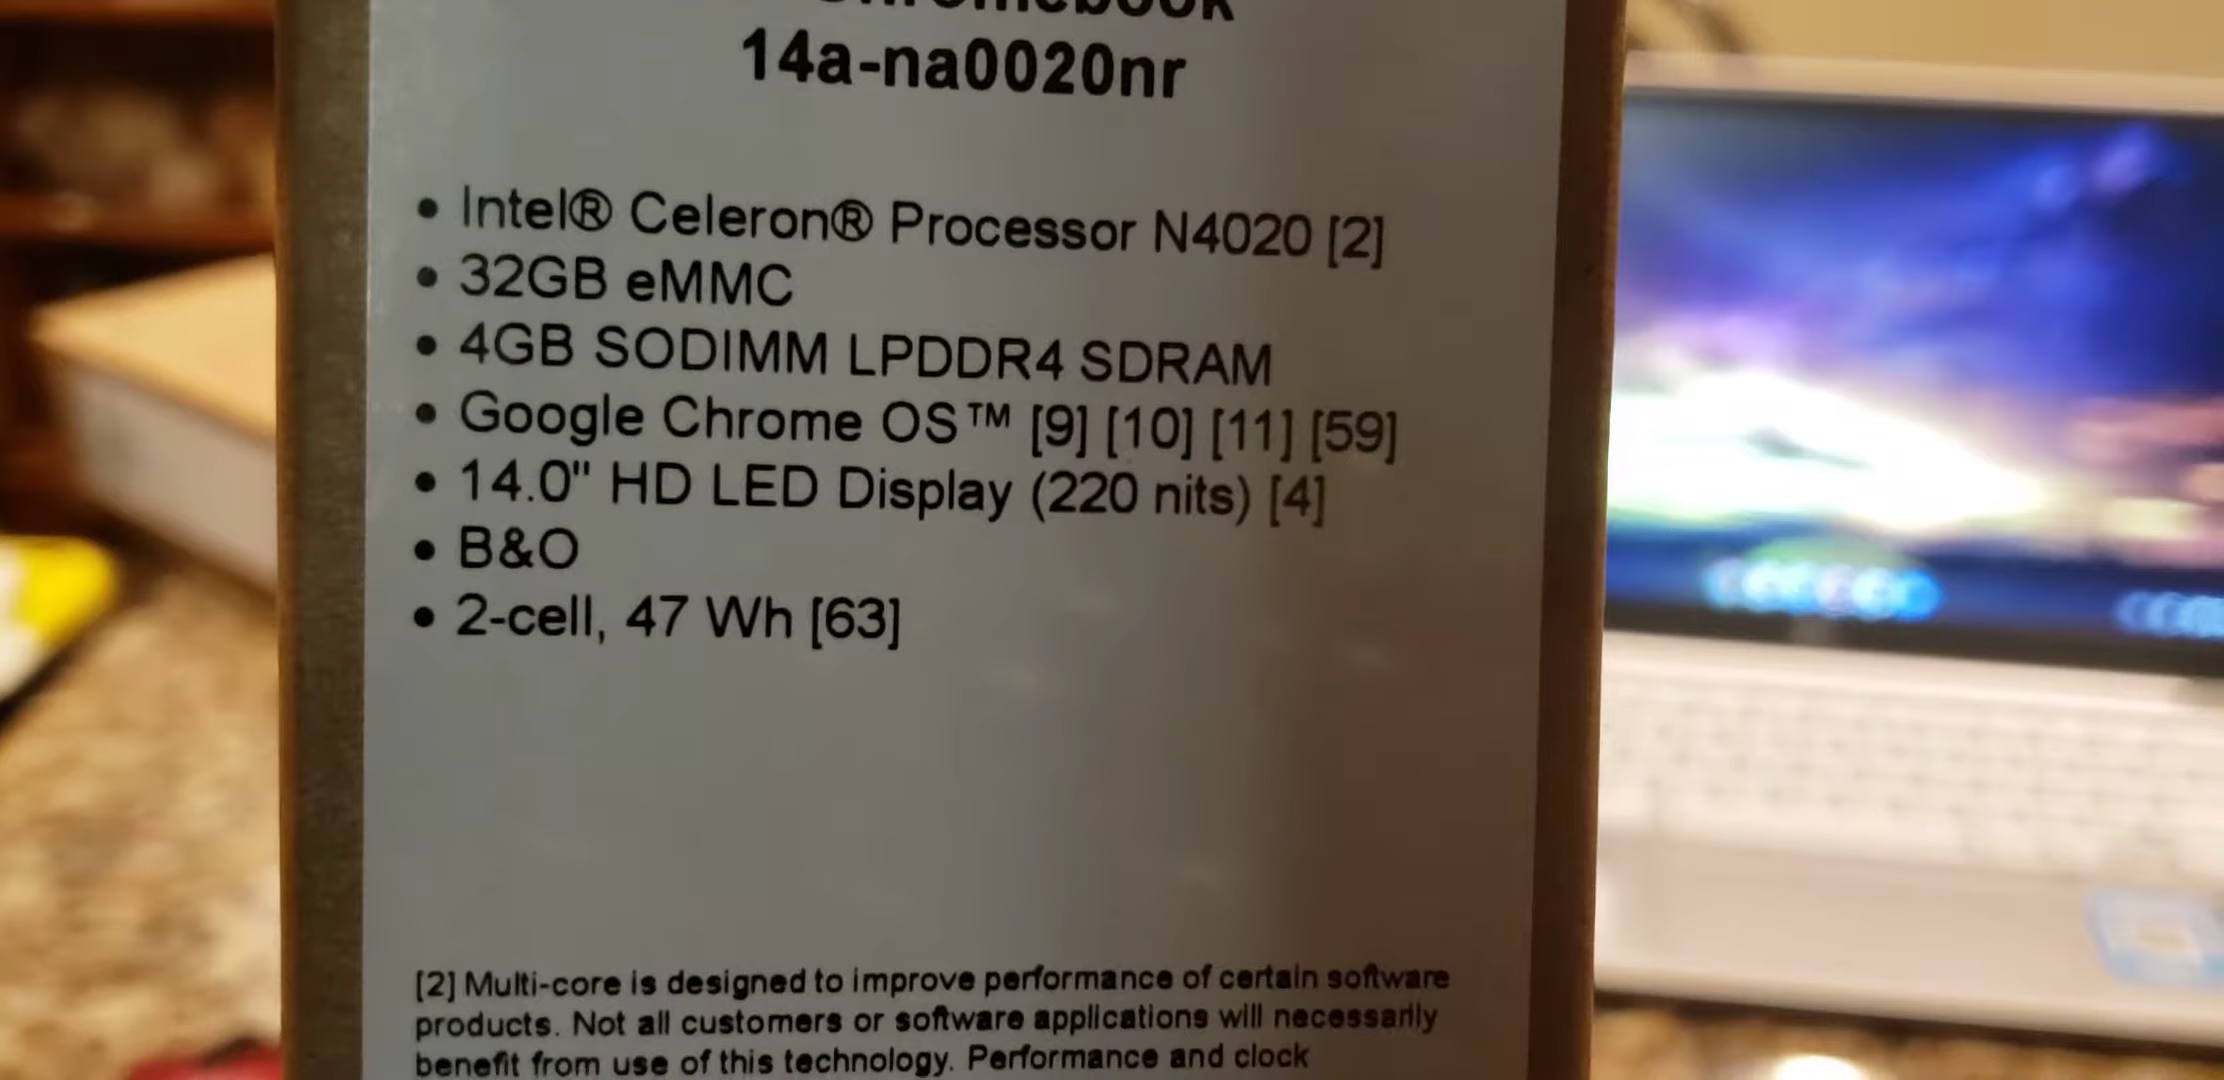 Chromebook
14a-na0020nr
• Intel® Celeron® Processor N4020 [2]
• 32GB eMMC
• 4GB SODIMM LPDDR4 SDRAM
• Google Chrome OS™ [9] [10] [11] [59]
• 14.0" HD LED Display (220 nits) [4]
• B&O
• 2-cell, 47 Wh [63]
[2] Multi-core is designed to improve performance of certain software
products. Not all customers or software applications will necessarily
benefit from use of this technology. Performance and clock